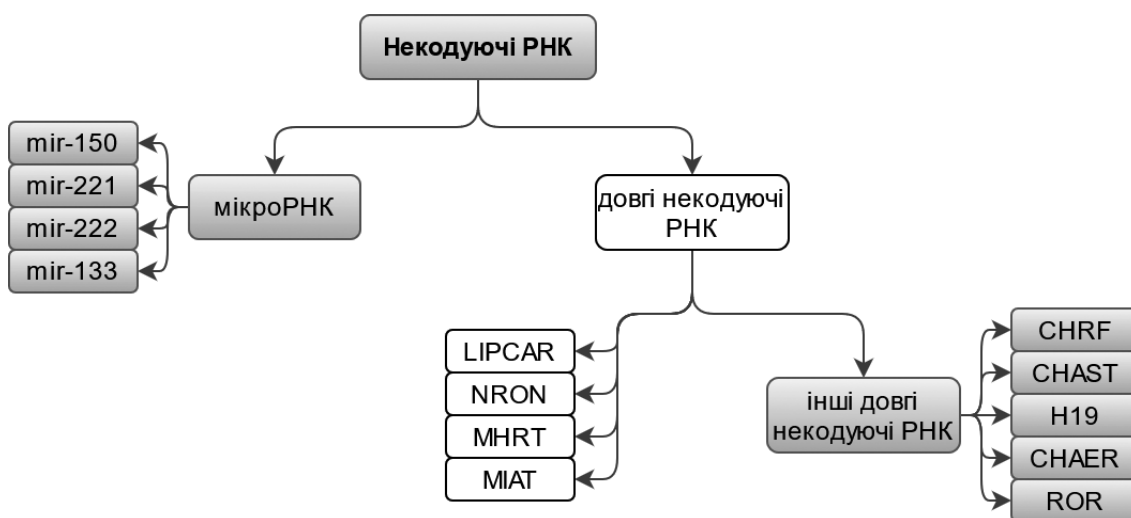 Некодуючі РНК
mir-150
mir-221
mir-222
mir-133
мікроРНК
довгі некодуючі
РНК
LIPCAR
NRON
MHRT
MIAT
інші довгі
некодуючі РНК
CHRF
CHAST
H19
CHAER
ROR